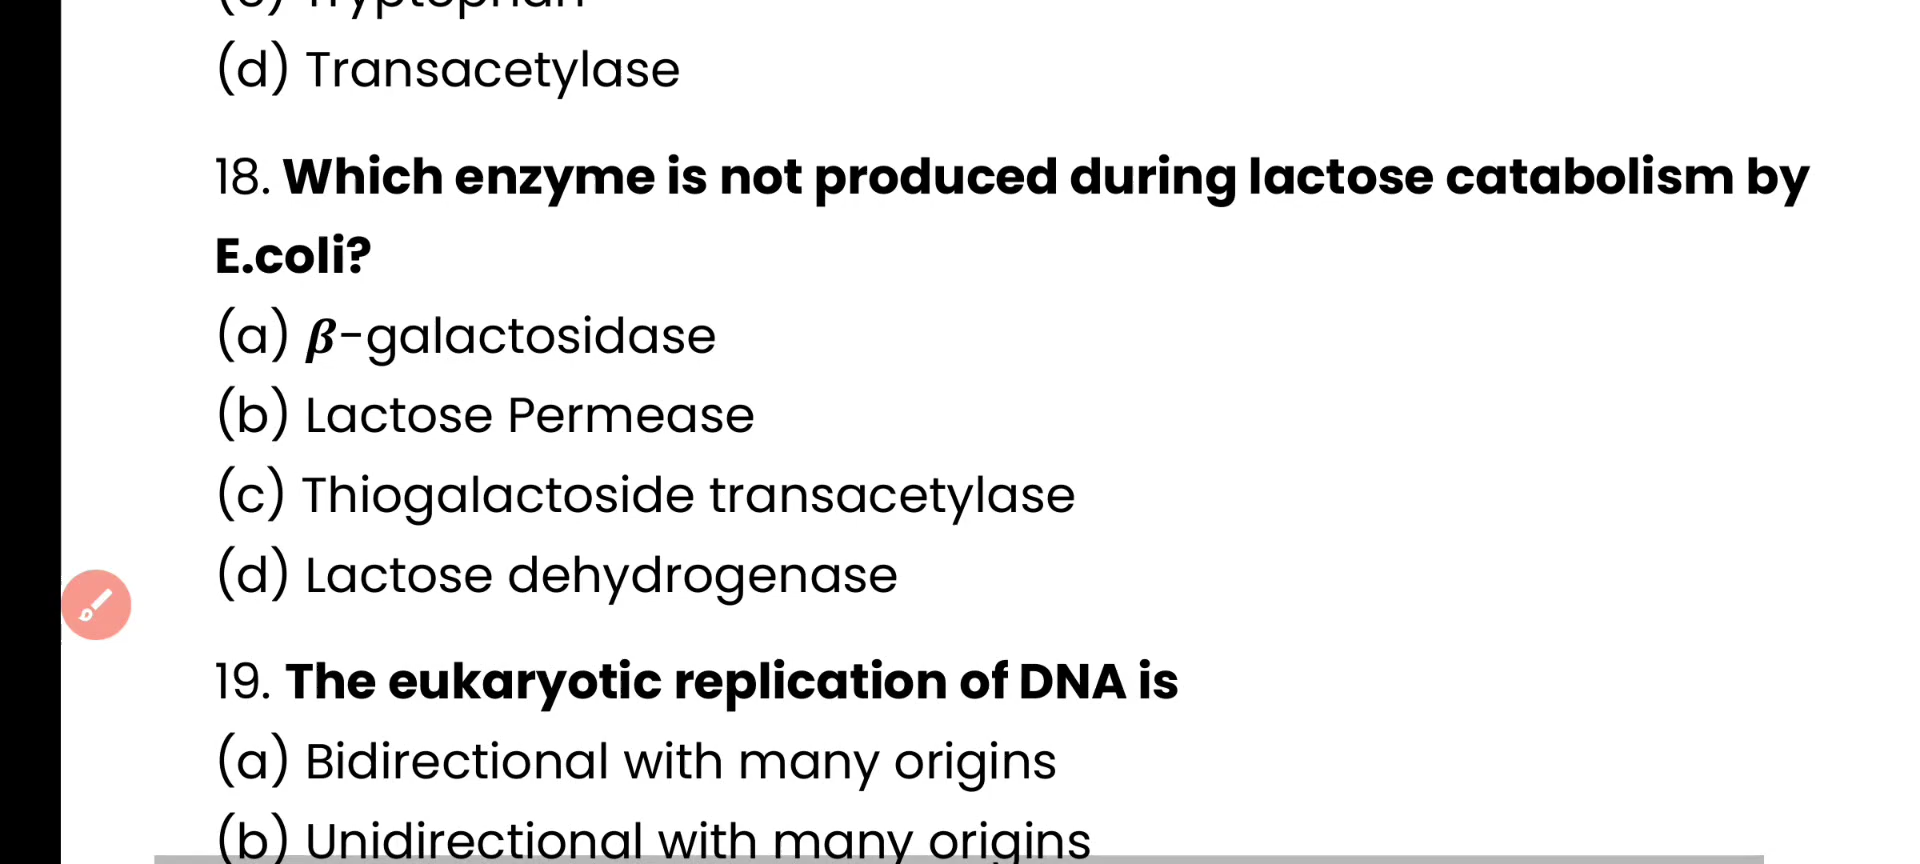 (c) Tryptophan
(d) Transacetylase
18. Which enzyme is not produced during lactose catabolism by
E.coli?
(a) β-galactosidase
(b) Lactose Permease
(c) Thiogalactoside transacetylase
(d) Lactose dehydrogenase
19. The eukaryotic replication of DNA is
(a) Bidirectional with many origins
(b) Unidirectional with many origins